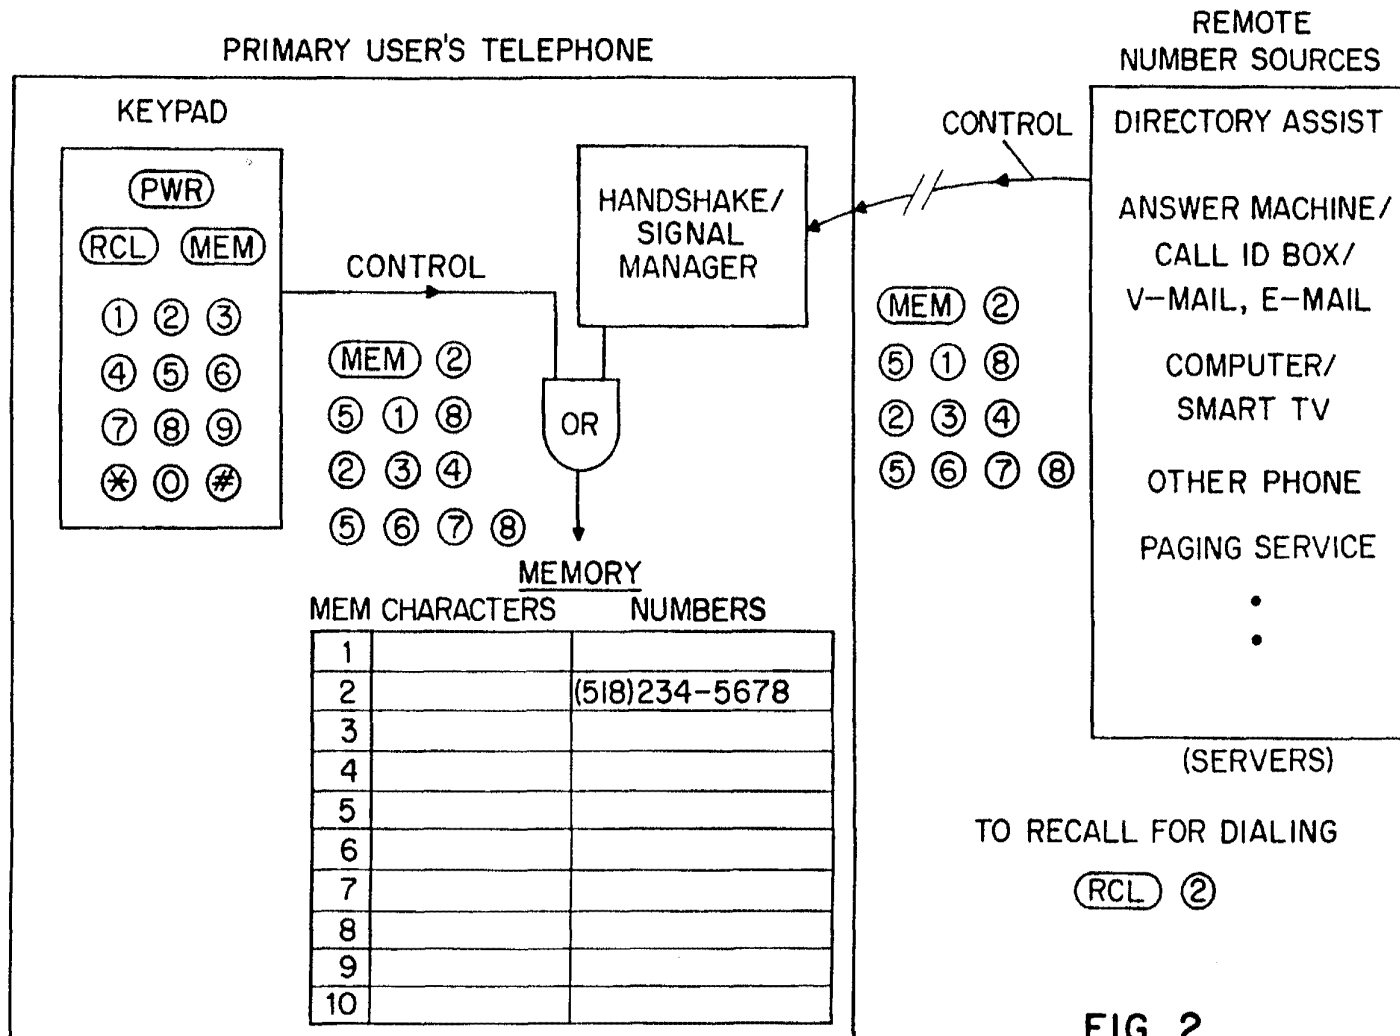 PRIMARY USER'S TELEPHONE
KEYPAD
PWR
RCL MEM
1 2 3
4 5 6
7 8 9
* 0 #
CONTROL
MEM 2
5 1 8
2 3 4
5 6 7 8
HANDSHAKE/
SIGNAL
MANAGER
OR
MEMORY
MEM CHARACTERS NUMBERS
1
2 (518)234-5678
3
4
5
6
7
8
9
10
CONTROL
MEM 2
5 1 8
2 3 4
5 6 7 8
REMOTE
NUMBER SOURCES
DIRECTORY ASSIST
ANSWER MACHINE/
CALL ID BOX/
V-MAIL, E-MAIL
COMPUTER/
SMART TV
OTHER PHONE
PAGING SERVICE
(SERVERS)
TO RECALL FOR DIALING
RCL 2
FIG. 2